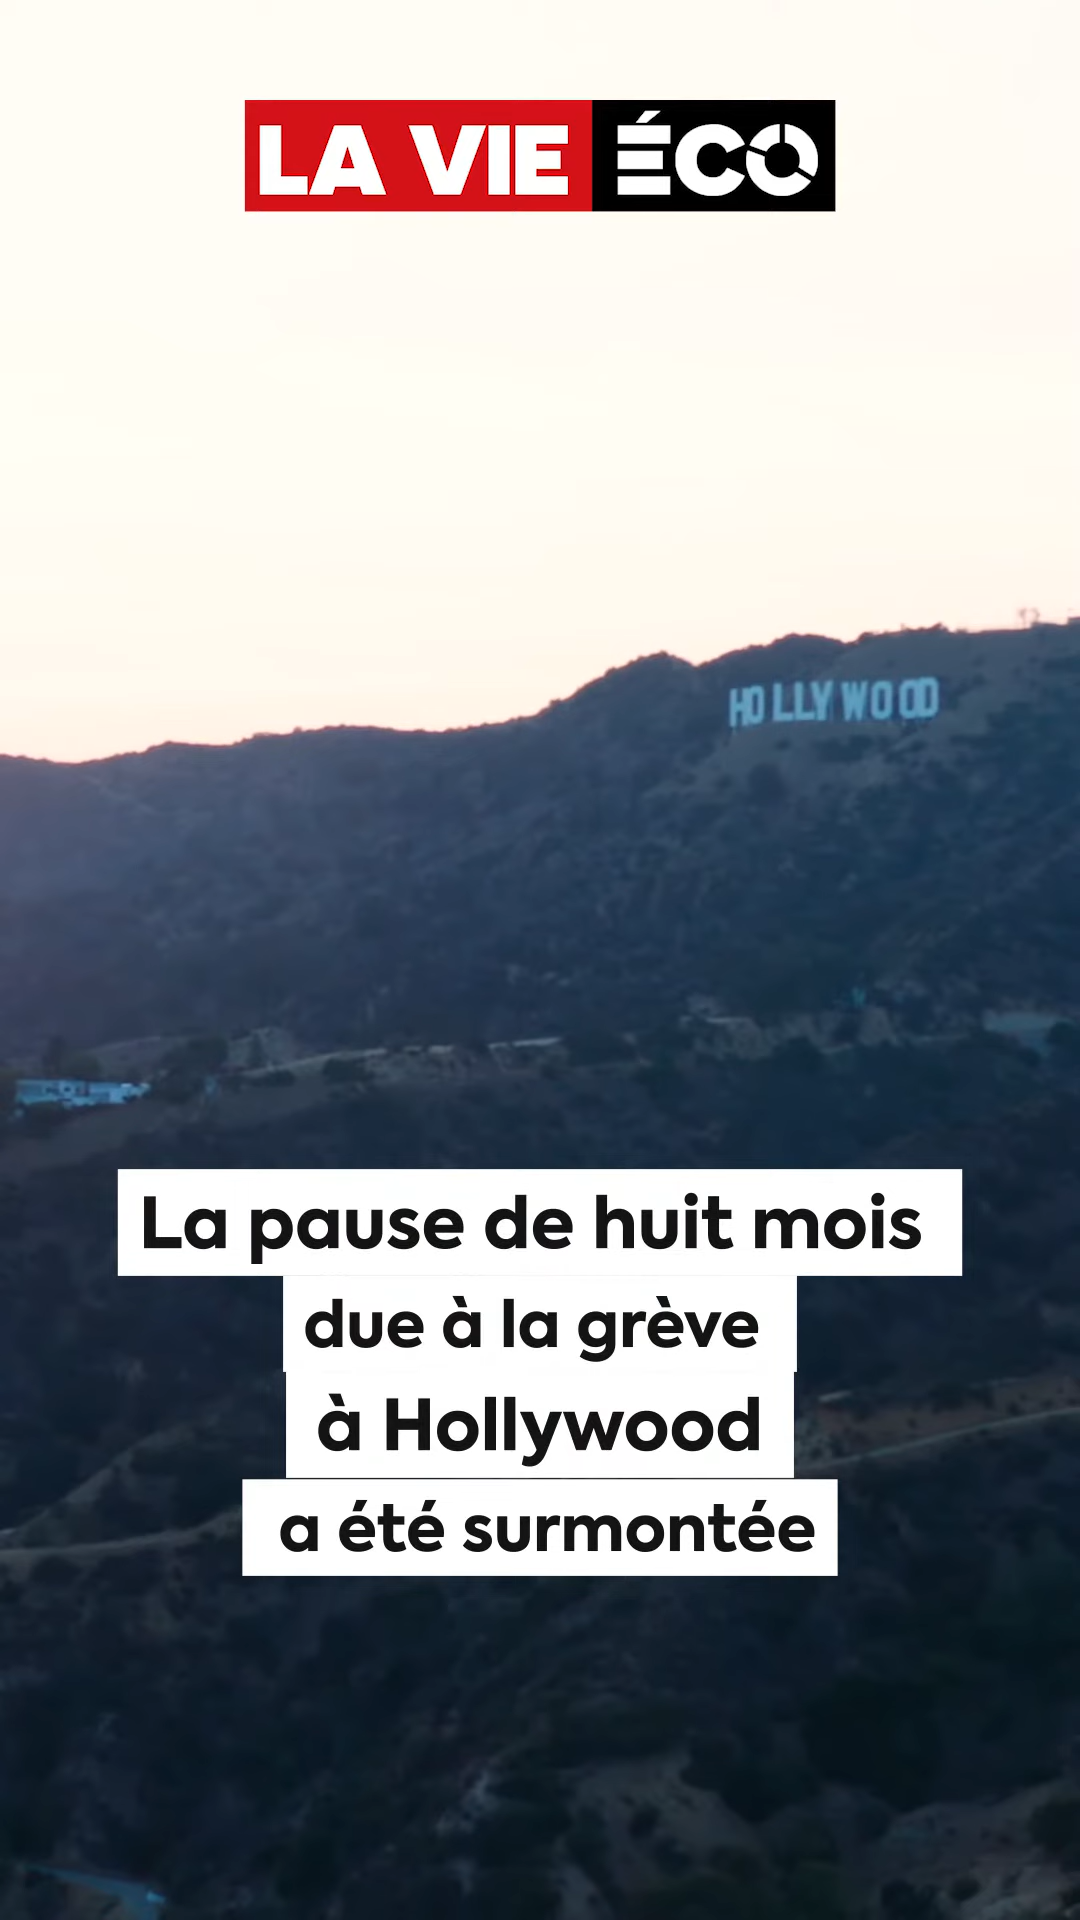 LA VIE ÉCO
HOLLYWOOD
La pause de huit mois
due à la grève
à Hollywood
a été surmontée